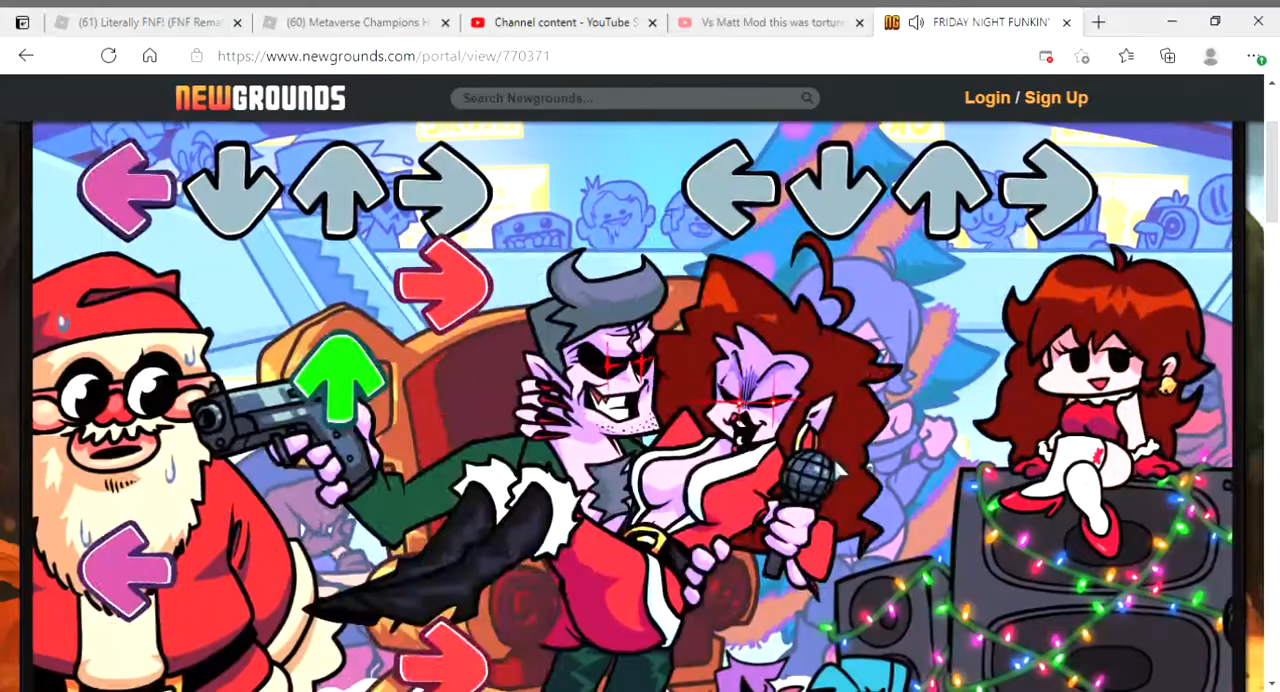 (61) Literally FNF! (FNF Rema
(60) Metaverse Champions H
Channel content - YouTube S
Vs Matt Mod this was torture
FRIDAY NIGHT FUNKIN'
https://www.newgrounds.com/portal/view/770371
NEWGROUNDS
Search Newgrounds...
Login / Sign Up